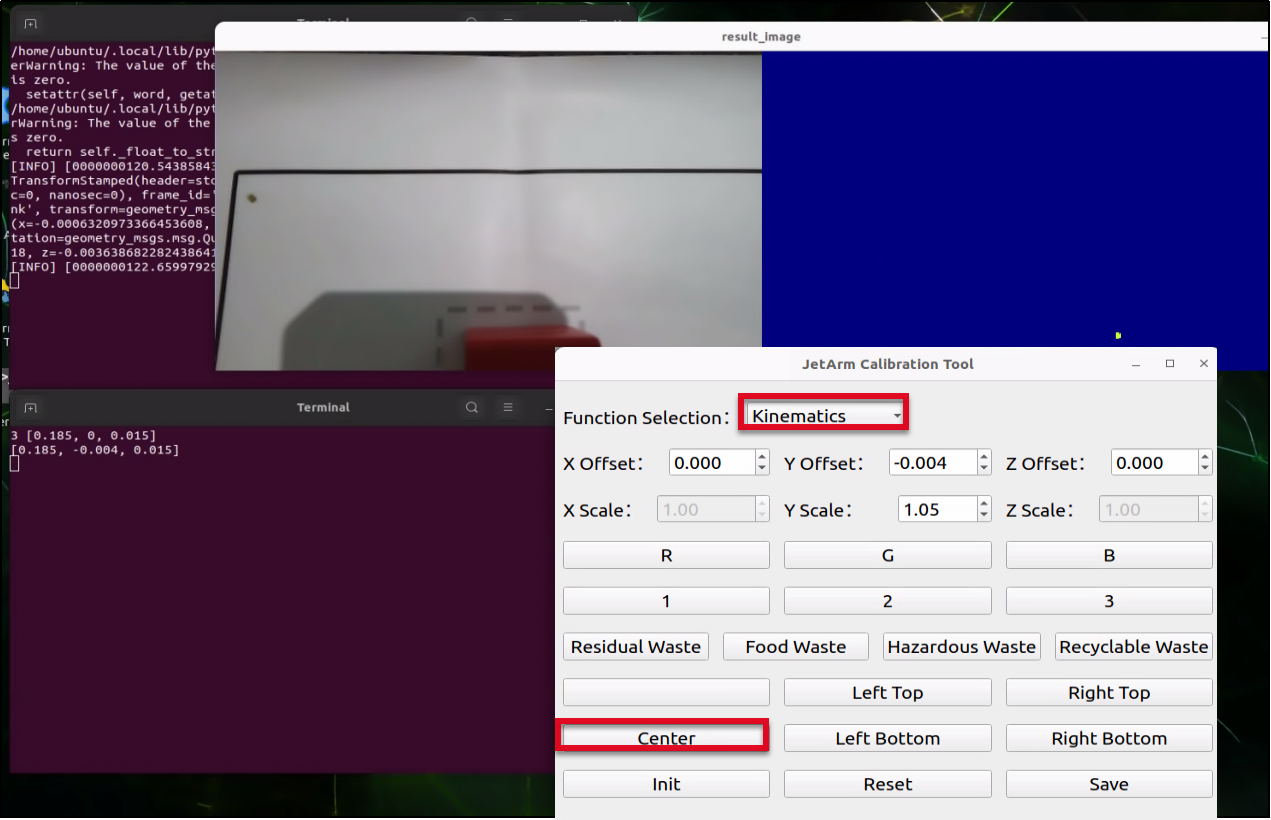 Terminal
result_image
/home/ubuntu/.local/lib/pyt
erWarning: The value of the
is zero.
setattr(self, word, getat
/home/ubuntu/.local/lib/pyt
rWarning: The value of the
s zero.
return self._float_to_str
[INFO] [0000000120.54385843
TransformStamped(header=std
c=0, nanosec=0), frame_id='
nk', transform=geometry_msg
(x=-0.0006320973366453608,
tation=geometry_msgs.msg.Qu
18, z=-0.003638682282438641
[INFO] [0000000122.65997929
Terminal
3 [0.185, 0, 0.015]
[0.185, -0.004, 0.015]
JetArm Calibration Tool
Function Selection: Kinematics
X Offset: 0.000 Y Offset: -0.004 Z Offset: 0.000
X Scale: 1.00 Y Scale: 1.05 Z Scale: 1.00
R G B
1 2 3
Residual Waste Food Waste Hazardous Waste Recyclable Waste
Left Top Right Top
Center Left Bottom Right Bottom
Init Reset Save